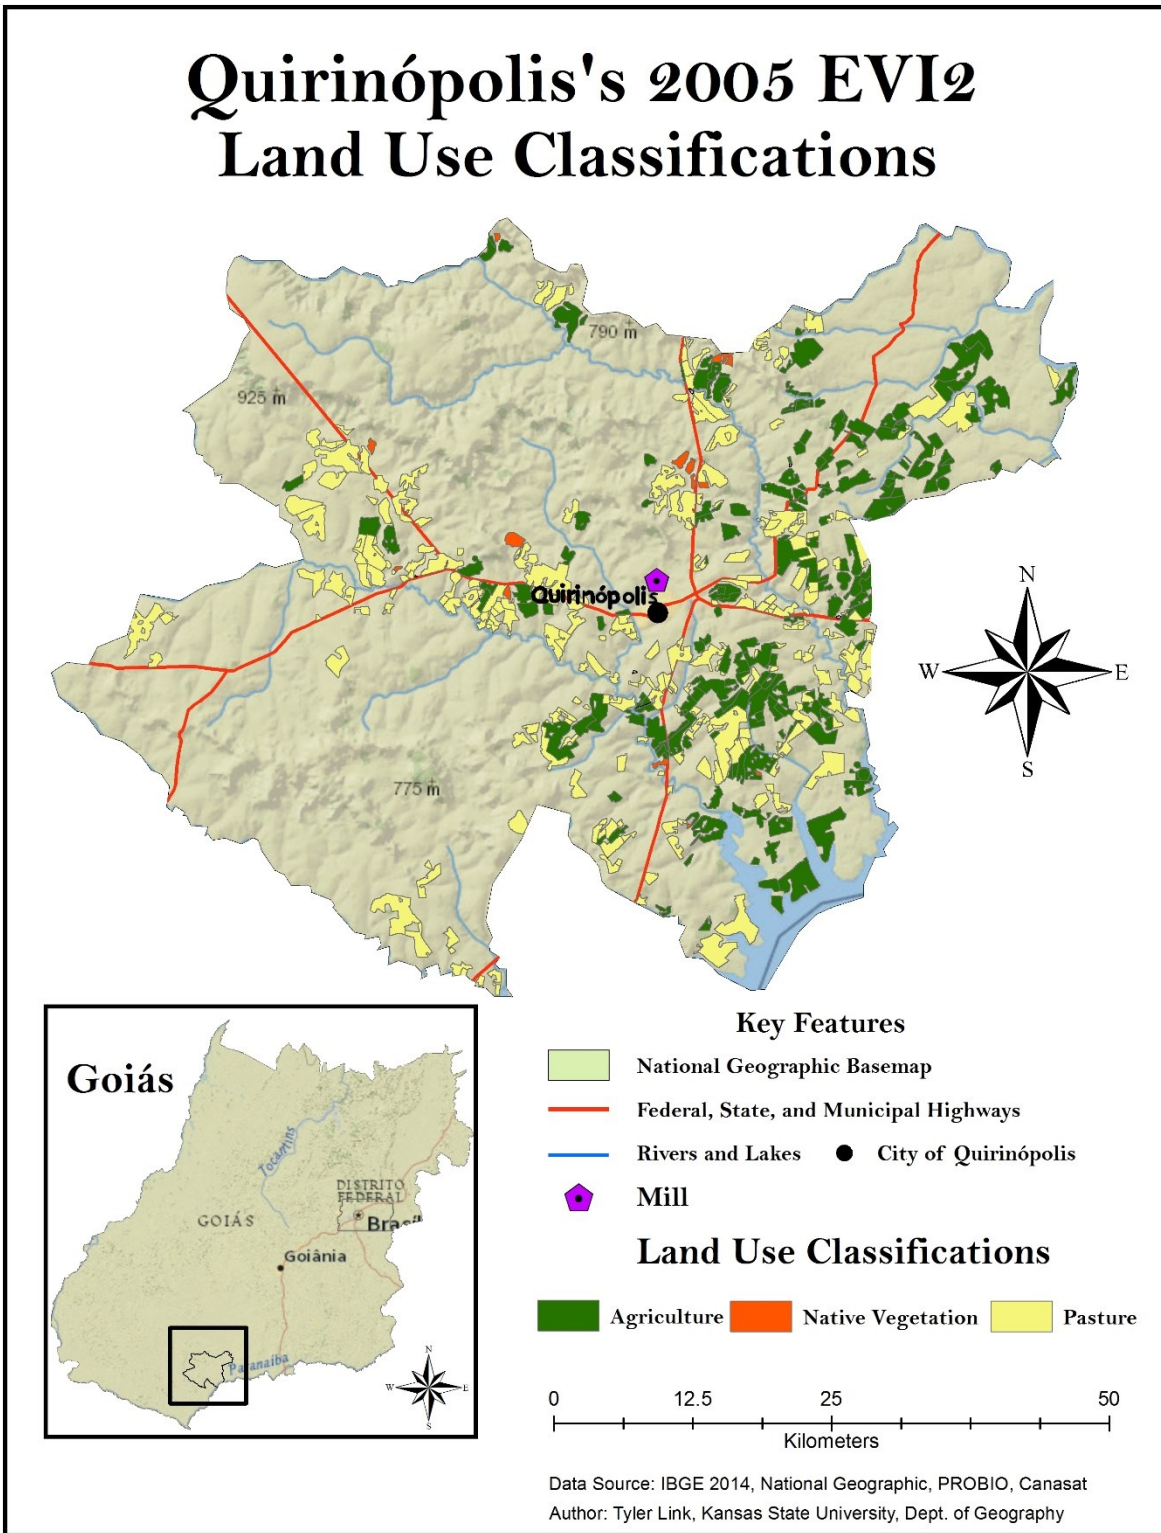 Quirinópolis's 2005 EVI2
Land Use Classifications
790 m
925 m
Quirinópolis
775 m
N
W
E
S
Goiás
Tocantins
DISTRITO
FEDERAL
GOIÁS
Goiânia
Paranaíba
N
W
E
S
Key Features
National Geographic Basemap
Federal, State, and Municipal Highways
Rivers and Lakes
City of Quirinópolis
Mill
Land Use Classifications
Agriculture
Native Vegetation
Pasture
0 12.5 25 50
Kilometers
Data Source: IBGE 2014, National Geographic, PROBIO, Canasat
Author: Tyler Link, Kansas State University, Dept. of Geography